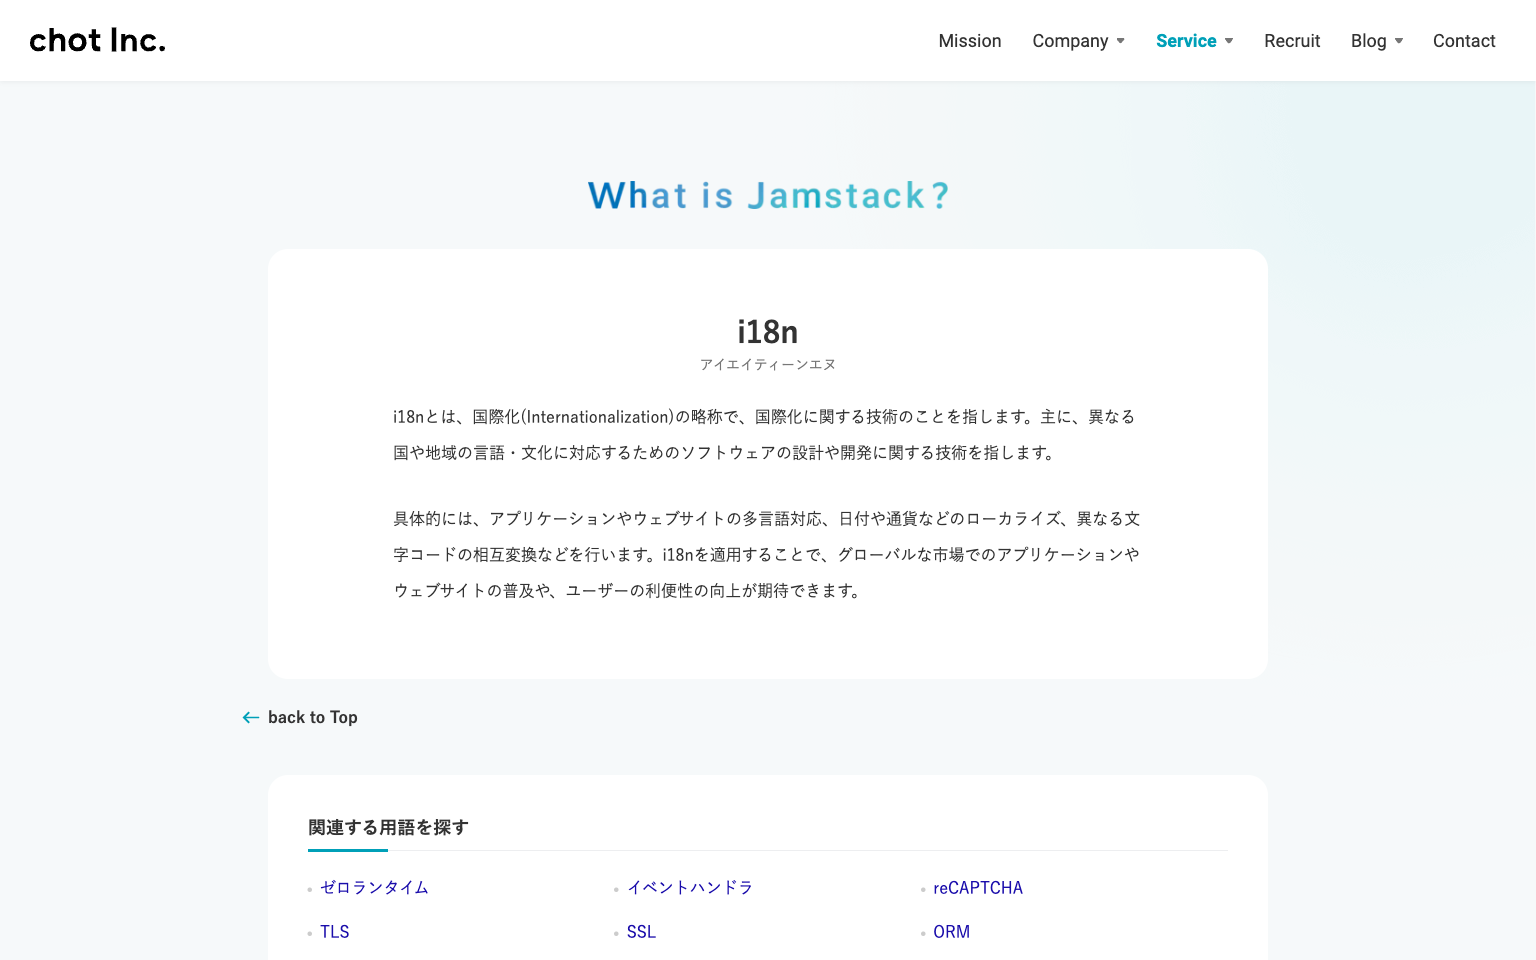 chot Inc.
Mission
Company
Service
Recruit
Blog
Contact
What is Jamstack?
i18n
アイエイティーンエヌ
i18nとは、国際化(Internationalization)の略称で、国際化に関する技術のことを指します。主に、異なる
国や地域の言語・文化に対応するためのソフトウェアの設計や開発に関する技術を指します。
具体的には、アプリケーションやウェブサイトの多言語対応、日付や通貨などのローカライズ、異なる文
字コードの相互変換などを行います。i18nを適用することで、グローバルな市場でのアプリケーションや
ウェブサイトの普及や、ユーザーの利便性の向上が期待できます。
back to Top
関連する用語を探す
ゼロランタイム
イベントハンドラ
reCAPTCHA
TLS
SSL
ORM